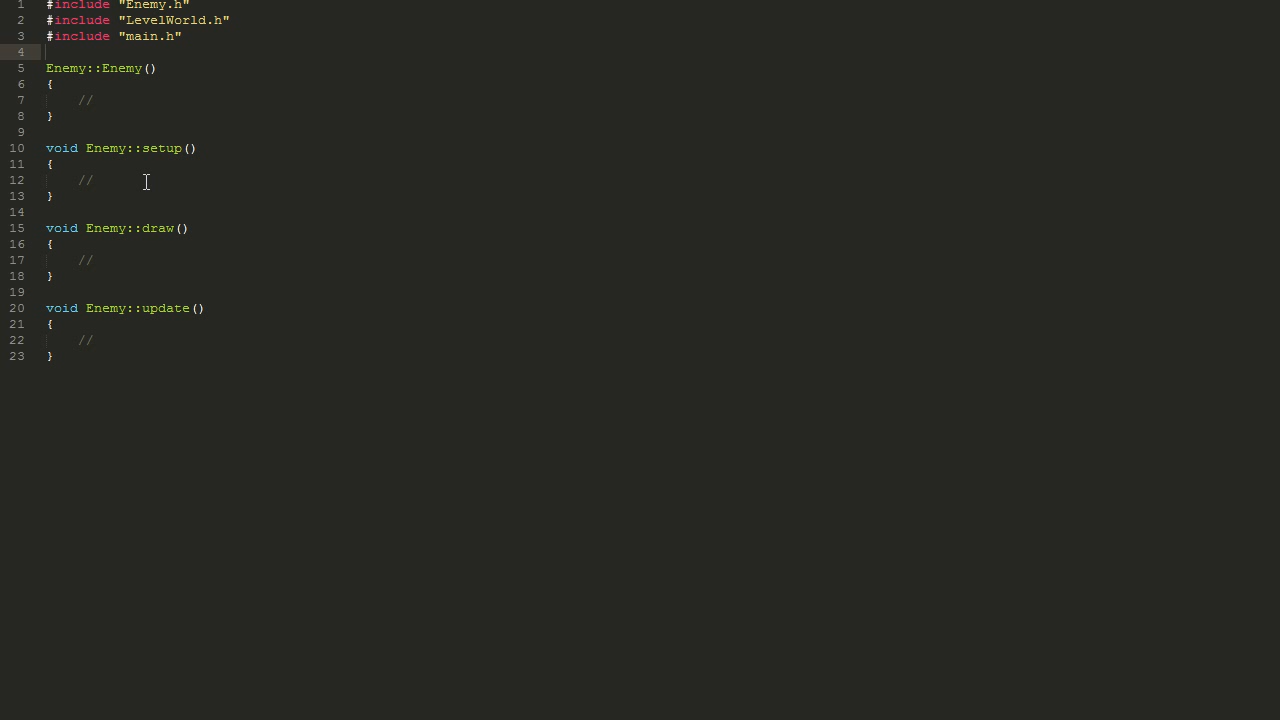 1 #include "Enemy.h"
2 #include "LevelWorld.h"
3 #include "main.h"
4
5 Enemy::Enemy()
6 {
7     //
8 }
9
10 void Enemy::setup()
11 {
12     //
13 }
14
15 void Enemy::draw()
16 {
17     //
18 }
19
20 void Enemy::update()
21 {
22     //
23 }